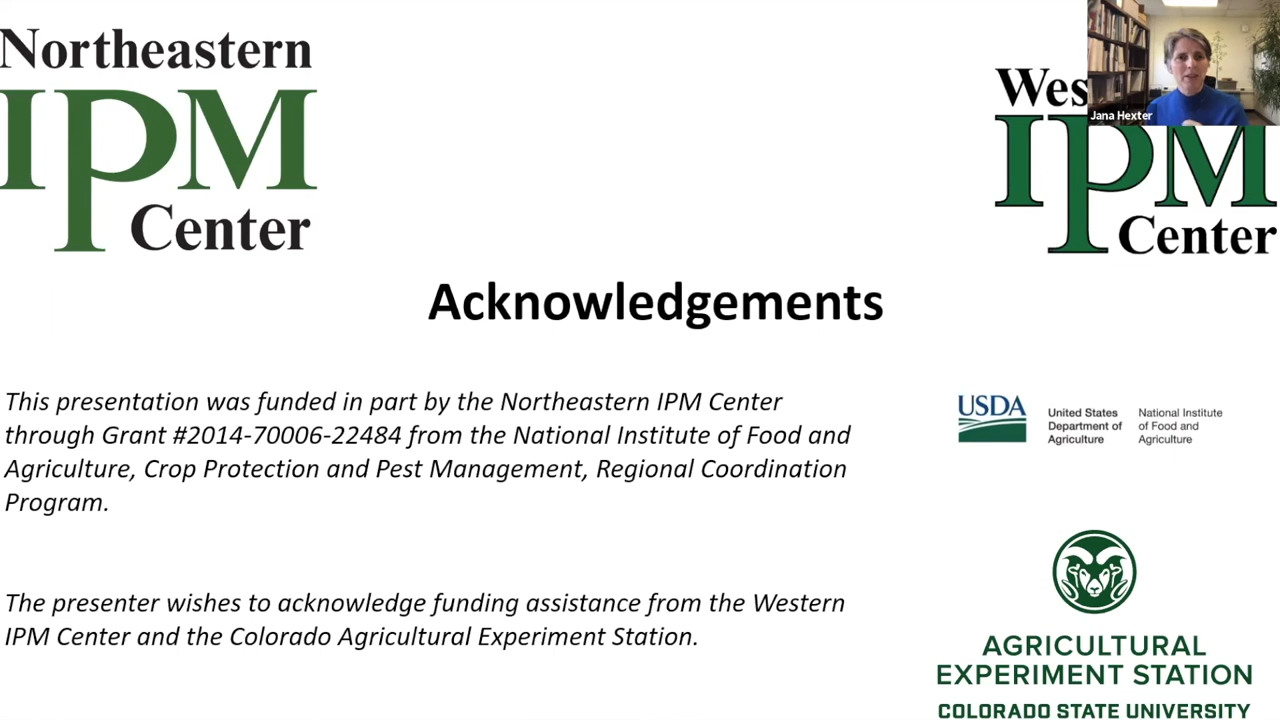 Northeastern
IPM
Center
Wes
IPM
Center
Jana Hexter
Acknowledgements
This presentation was funded in part by the Northeastern IPM Center
through Grant #2014-70006-22484 from the National Institute of Food and
Agriculture, Crop Protection and Pest Management, Regional Coordination
Program.
USDA
United States
Department of
Agriculture
National Institute
of Food and
Agriculture
The presenter wishes to acknowledge funding assistance from the Western
IPM Center and the Colorado Agricultural Experiment Station.
AGRICULTURAL
EXPERIMENT STATION
COLORADO STATE UNIVERSITY